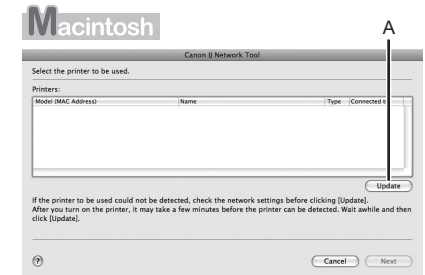 Macintosh
A
Canon IJ Network Tool
Select the printer to be used.
Printers:
Model (MAC Address) Name Type Connected to
Update
If the printer to be used could not be detected, check the network settings before clicking [Update].
After you turn on the printer, it may take a few minutes before the printer can be detected. Wait awhile and then
click [Update].
? Cancel Next